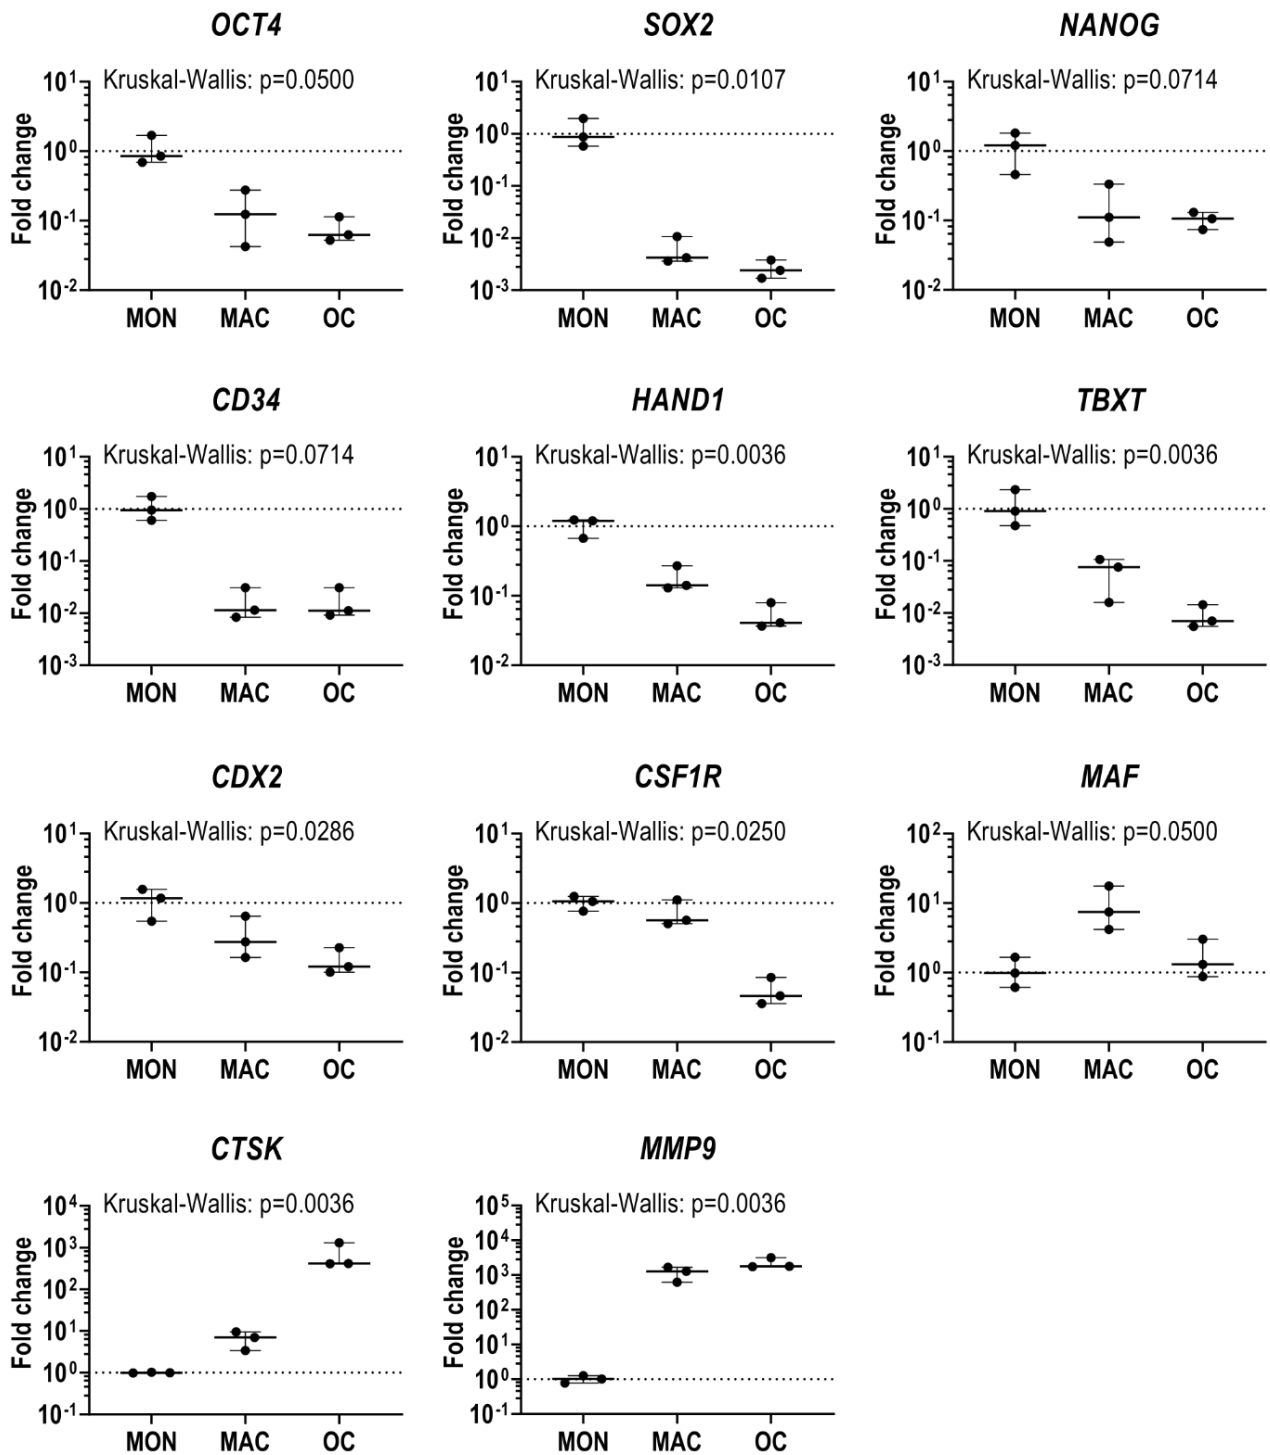 OCT4 SOX2 NANOG
Kruskal-Wallis: p=0.0500 Kruskal-Wallis: p=0.0107 Kruskal-Wallis: p=0.0714
Fold change Fold change Fold change
10¹ 10¹ 10¹
10⁰ 10⁰ 10⁰
10⁻¹ 10⁻¹ 10⁻¹
10⁻² 10⁻² 10⁻²
10⁻³
MON MAC OC MON MAC OC MON MAC OC
CD34 HAND1 TBXT
Kruskal-Wallis: p=0.0714 Kruskal-Wallis: p=0.0036 Kruskal-Wallis: p=0.0036
Fold change Fold change Fold change
10¹ 10¹ 10¹
10⁰ 10⁰ 10⁰
10⁻¹ 10⁻¹ 10⁻¹
10⁻² 10⁻² 10⁻²
10⁻³ 10⁻³
MON MAC OC MON MAC OC MON MAC OC
CDX2 CSF1R MAF
Kruskal-Wallis: p=0.0286 Kruskal-Wallis: p=0.0250 Kruskal-Wallis: p=0.0500
Fold change Fold change Fold change
10¹ 10¹ 10²
10⁰ 10⁰ 10¹
10⁻¹ 10⁻¹ 10⁰
10⁻² 10⁻² 10⁻¹
MON MAC OC MON MAC OC MON MAC OC
CTSK MMP9
Kruskal-Wallis: p=0.0036 Kruskal-Wallis: p=0.0036
Fold change Fold change
10⁴ 10⁵
10³ 10⁴
10² 10³
10¹ 10²
10⁰ 10¹
10⁻¹ 10⁰
10⁻¹
MON MAC OC MON MAC OC